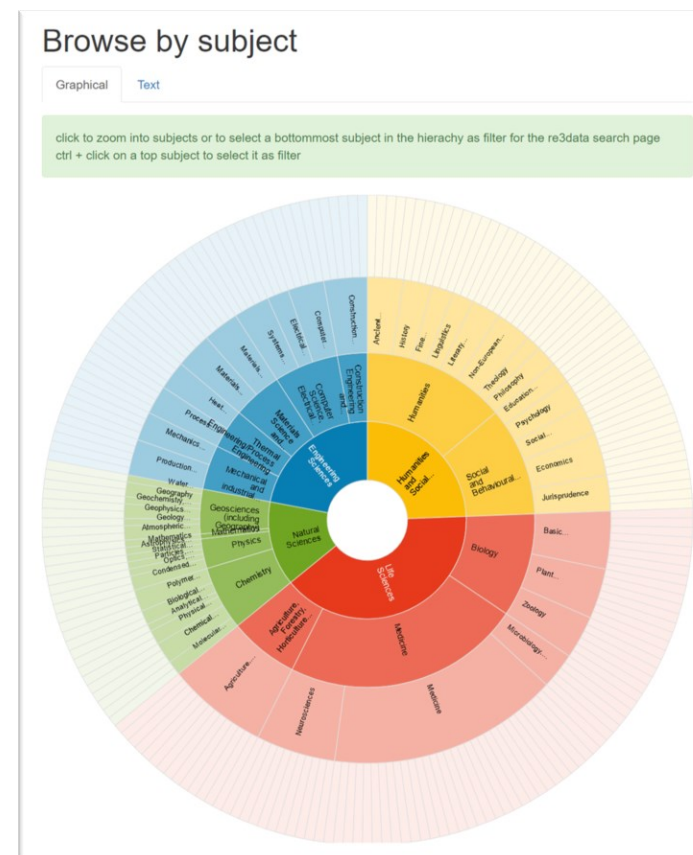 Browse by subject
Graphical
Text
click to zoom into subjects or to select a bottommost subject in the hierachy as filter for the re3data search page
ctrl + click on a top subject to select it as filter
Humanities
and
Social...
Humanities
Social
and
Behavioural...
Ancient...
History
Fine...
Linguistics
Literary...
Non-European...
Theology
Philosophy
Education...
Psychology
Social...
Economics
Jurisprudence
Life
Sciences
Biology
Medicine
Agriculture,
Forestry,
Horticulture...
Basic...
Plant...
Zoology
Microbiology,...
Medicine
Neurosciences
Agriculture,...
Natural
Sciences
Chemistry
Physics
Mathematics
Geosciences
(including
Geography)
Molecular...
Chemical...
Physical...
Analytical...
Biological...
Polymer...
Condensed...
Optics,...
Particles...
Statistical...
Astrophysics...
Mathematics
Atmospheric...
Geology...
Geophysics...
Geochemistry,...
Geography
Water
Engineering
Sciences
Mechanical
and
industrial
Thermal
Engineering/Process
Engineering
Materials
Science
and
Computer
Science,
Electrical...
Construction
Engineering
and...
Production...
Mechanics...
Process
Heat...
Materials...
Materials...
Systems...
Electrical...
Computer...
Construction...